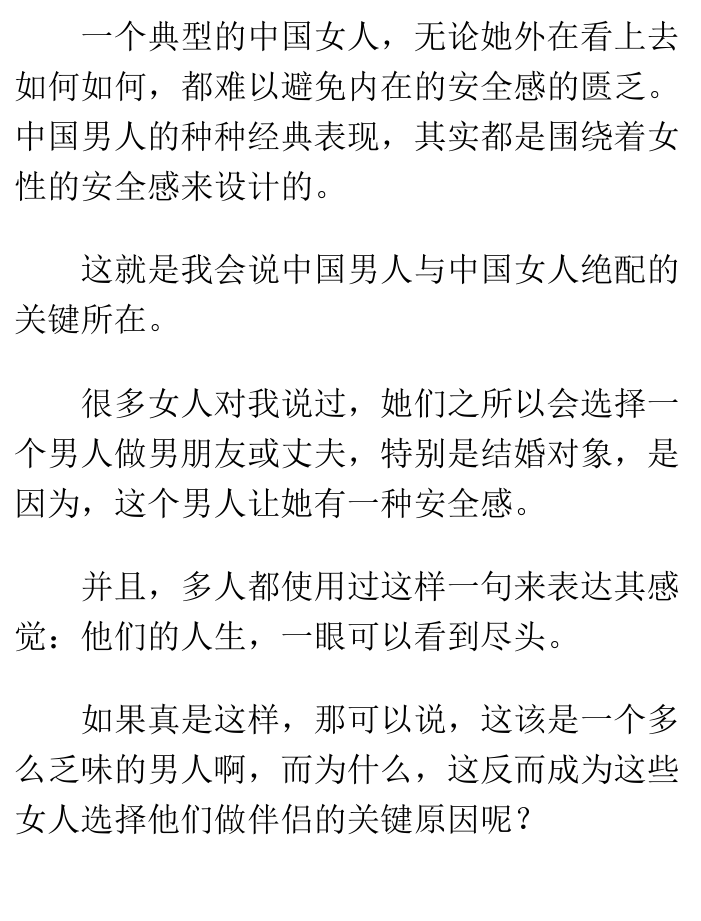 一个典型的中国女人，无论她外在看上去
如何如何，都难以避免内在的安全感的匮乏。
中国男人的种种经典表现，其实都是围绕着女
性的安全感来设计的。
这就是我会说中国男人与中国女人绝配的
关键所在。
很多女人对我说过，她们之所以会选择一
个男人做男朋友或丈夫，特别是结婚对象，是
因为，这个男人让她有一种安全感。
并且，多人都使用过这样一句来表达其感
觉：他们的人生，一眼可以看到尽头。
如果真是这样，那可以说，这该是一个多
么乏味的男人啊，而为什么，这反而成为这些
女人选择他们做伴侣的关键原因呢？